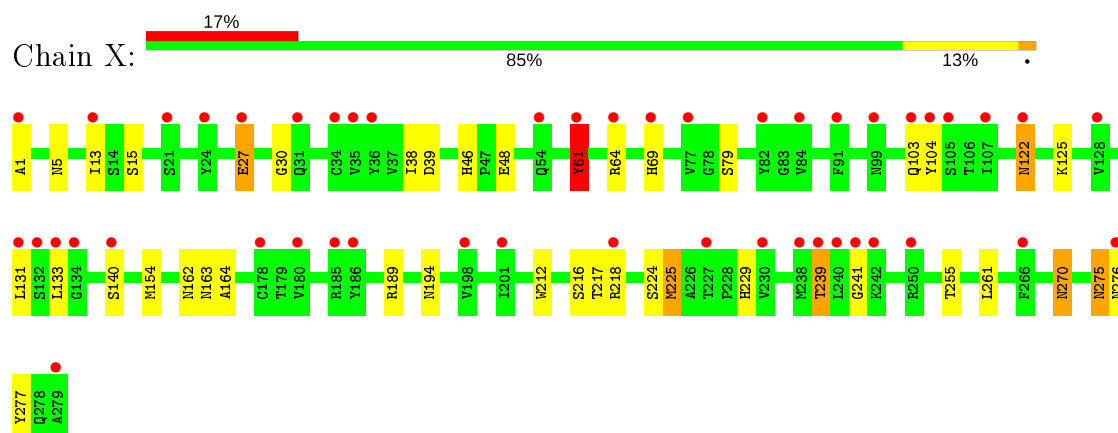 17%
Chain X:
85% 13% •
A1 N5 I13 S14 S15 S21 Y24 E27 G30 Q31 C34 V35 Y36 V37 I38 D39 H46 P47 E48 Q54 Y61 R64 H69 V77 G78 S79 Y82 G83 V84 F91 N99 Q103 Y104 S105 T106 I107 N122 K125 V128
L131 S132 L133 G134 S140 M154 N162 N163 A164 C178 T179 V180 R185 Y186 R189 N194 V198 I201 W212 S216 T217 R218 S224 M225 A226 T227 P228 H229 V230 M238 T239 L240 G241 K242 R250 T255 L261 F266 N270 N275 N276
Y277 Q278 A279